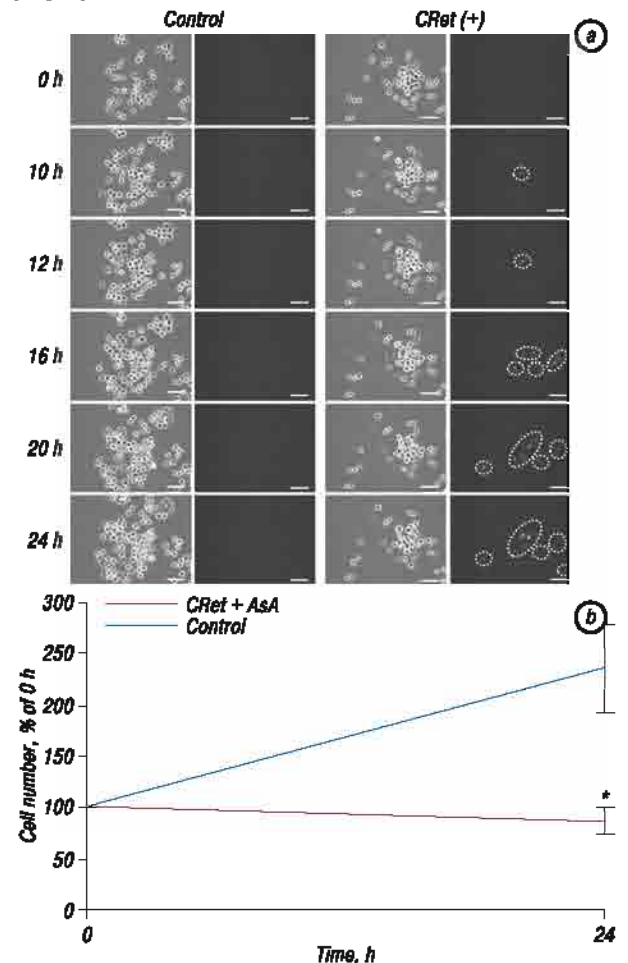 Control CRet (+) a
0 h
10 h
12 h
16 h
20 h
24 h
b
300
250
200
150
100
50
0
Cell number, % of 0 h
CRet + AsA
Control
*
0 24
Time, h